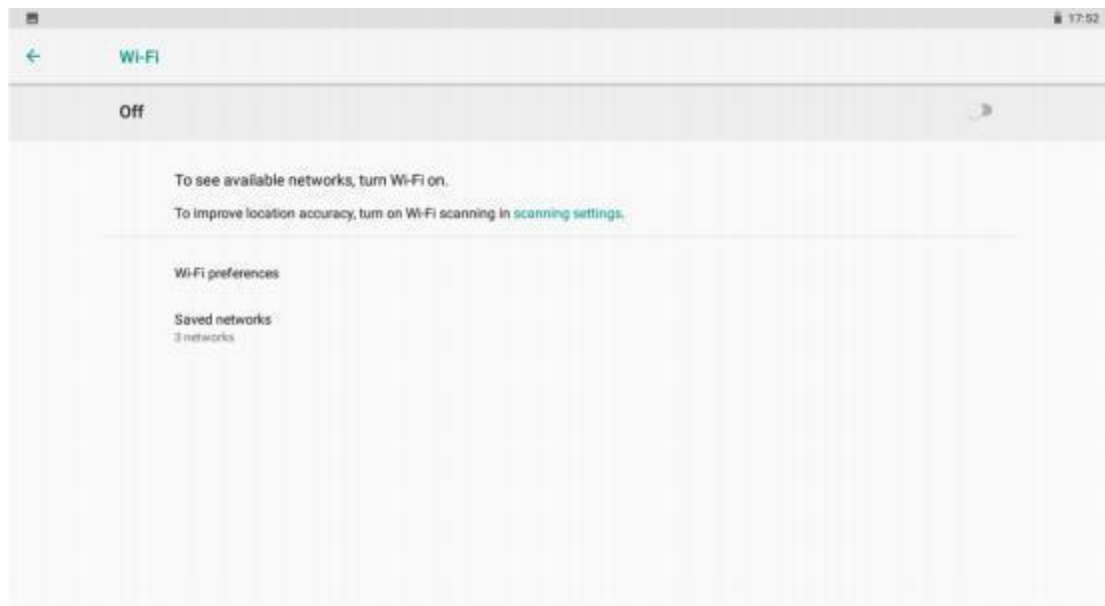 17:52
Wi-Fi
Off
To see available networks, turn Wi-Fi on.
To improve location accuracy, turn on Wi-Fi scanning in scanning settings.
Wi-Fi preferences
Saved networks
3 networks